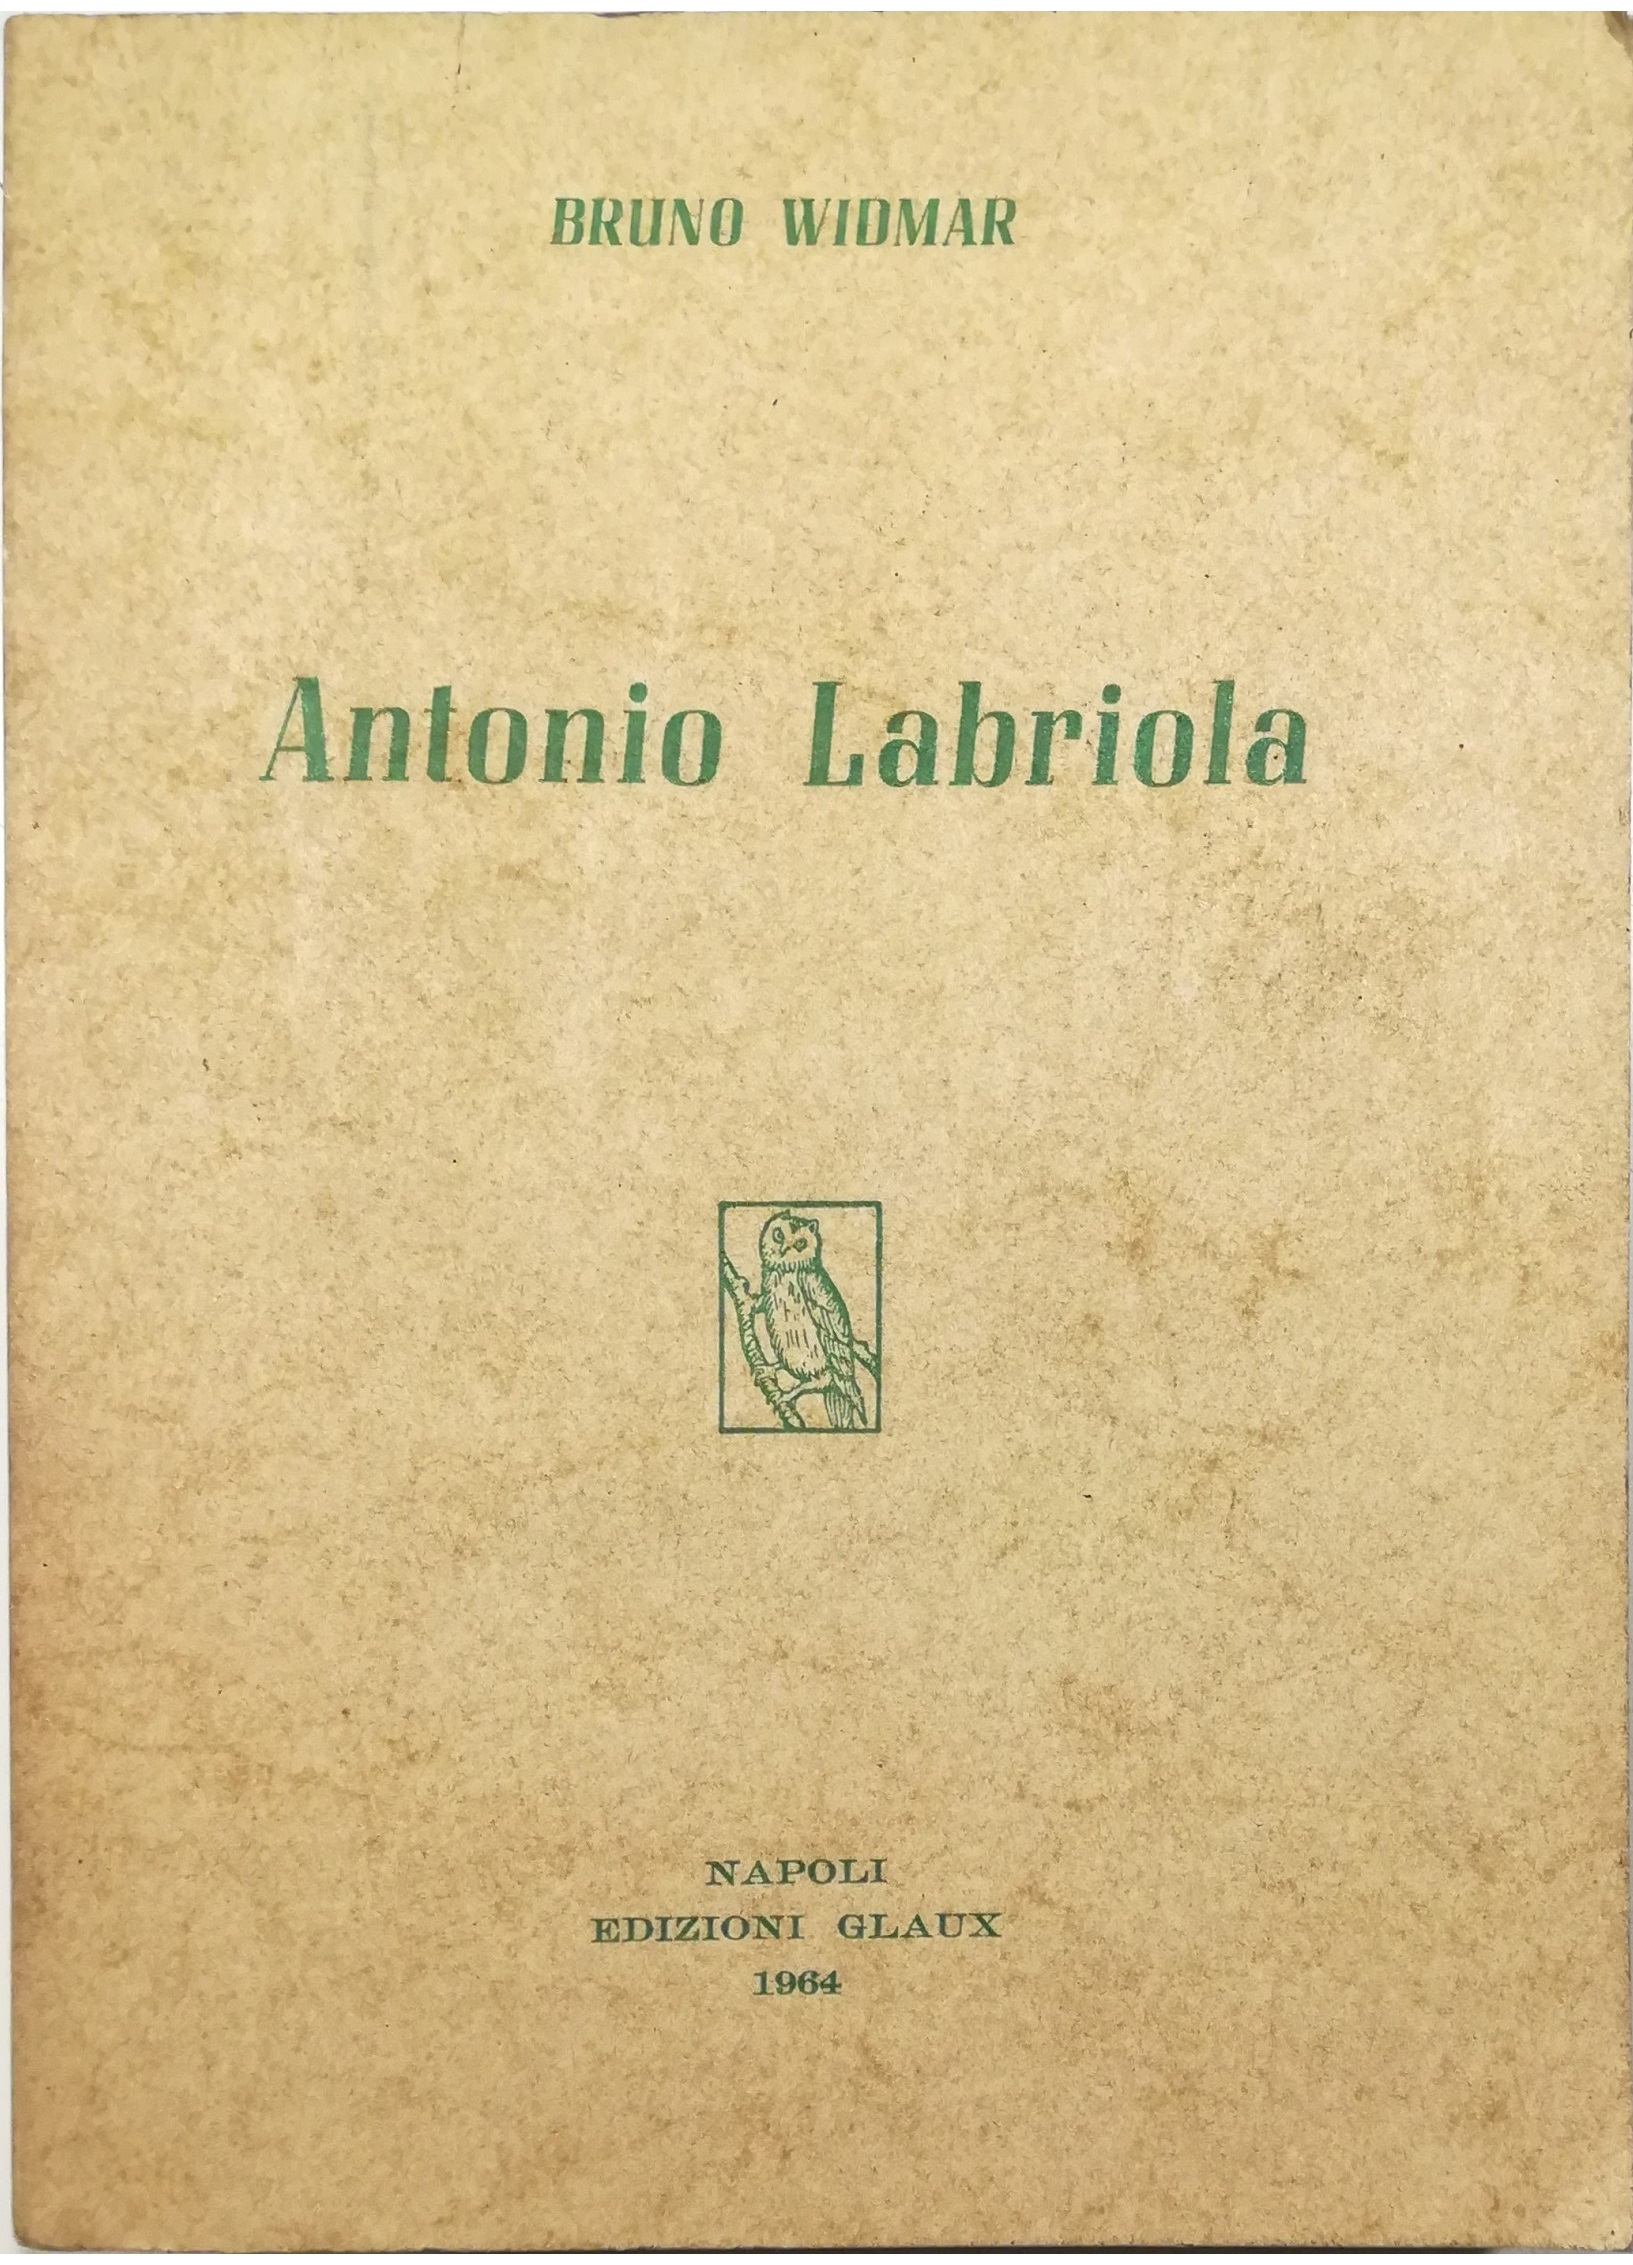 BRUNO WIDMAR
Antonio Labriola
NAPOLI
EDIZIONI GLAUX
1964